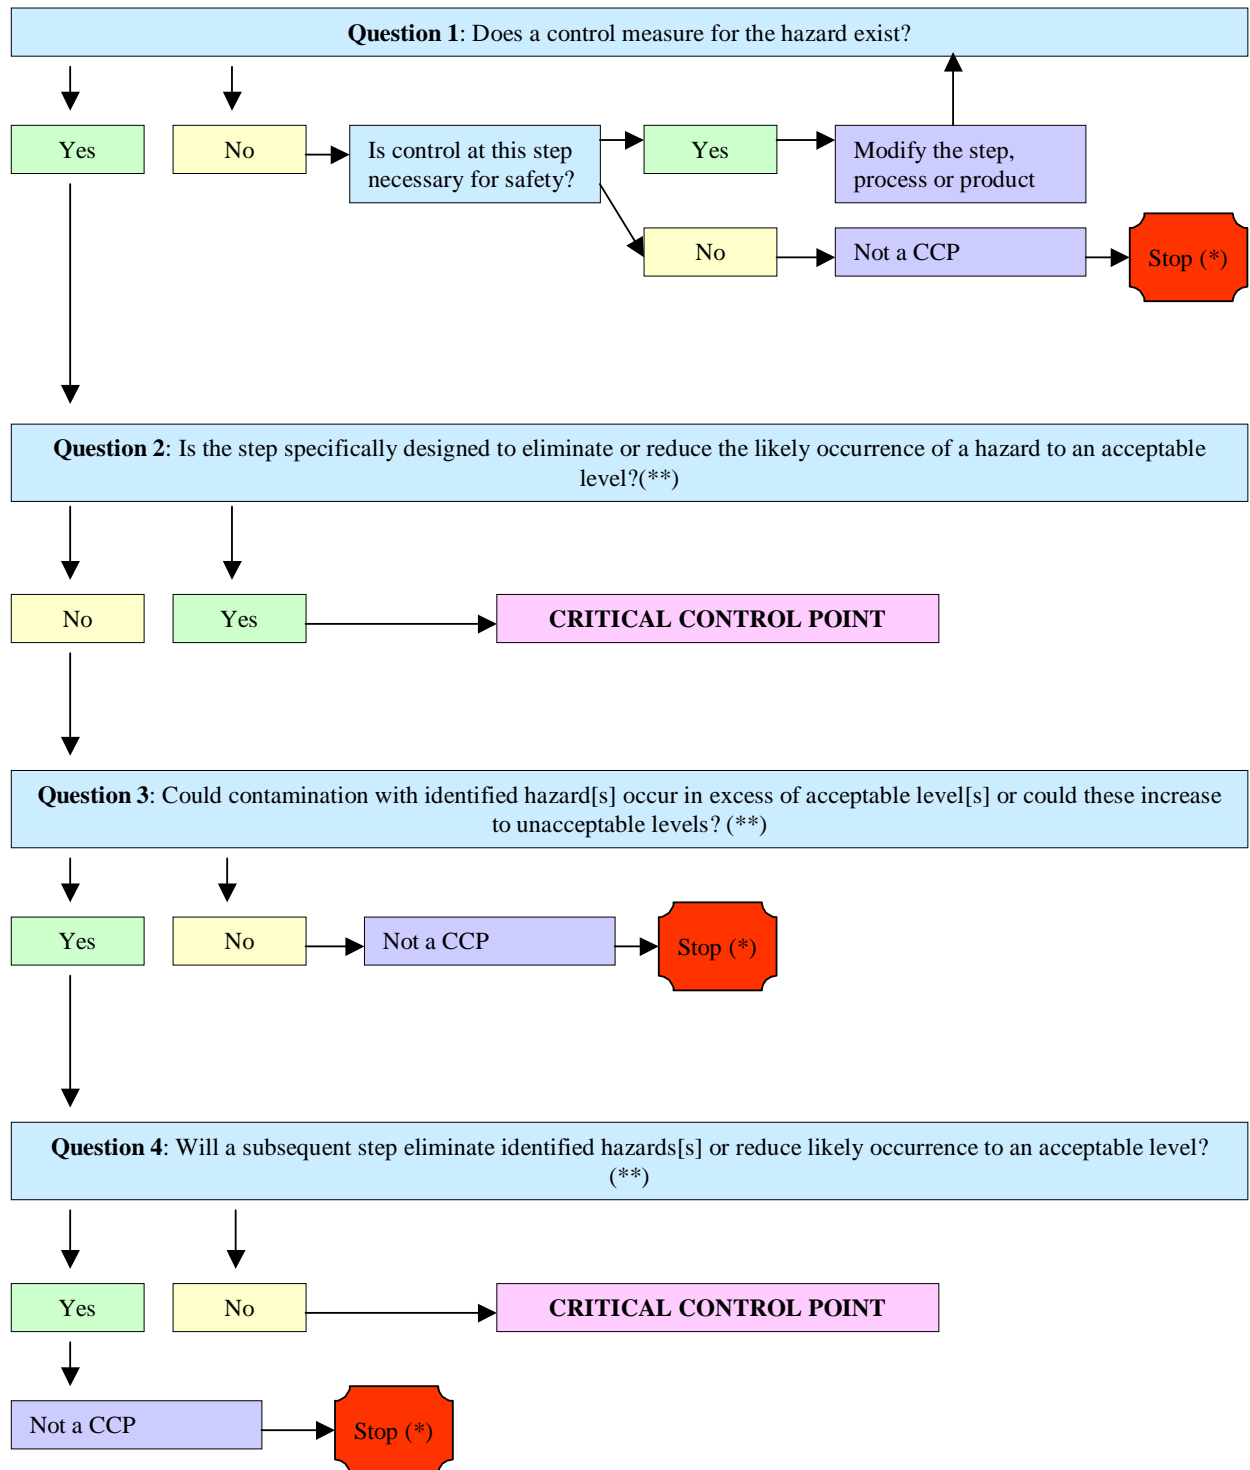 Question 1: Does a control measure for the hazard exist?
Yes
No
Is control at this step
necessary for safety?
Yes
Modify the step,
process or product
No
Not a CCP
Stop (*)
Question 2: Is the step specifically designed to eliminate or reduce the likely occurrence of a hazard to an acceptable
level?(**)
No
Yes
CRITICAL CONTROL POINT
Question 3: Could contamination with identified hazard[s] occur in excess of acceptable level[s] or could these increase
to unacceptable levels? (**)
Yes
No
Not a CCP
Stop (*)
Question 4: Will a subsequent step eliminate identified hazards[s] or reduce likely occurrence to an acceptable level?
(**)
Yes
No
CRITICAL CONTROL POINT
Not a CCP
Stop (*)